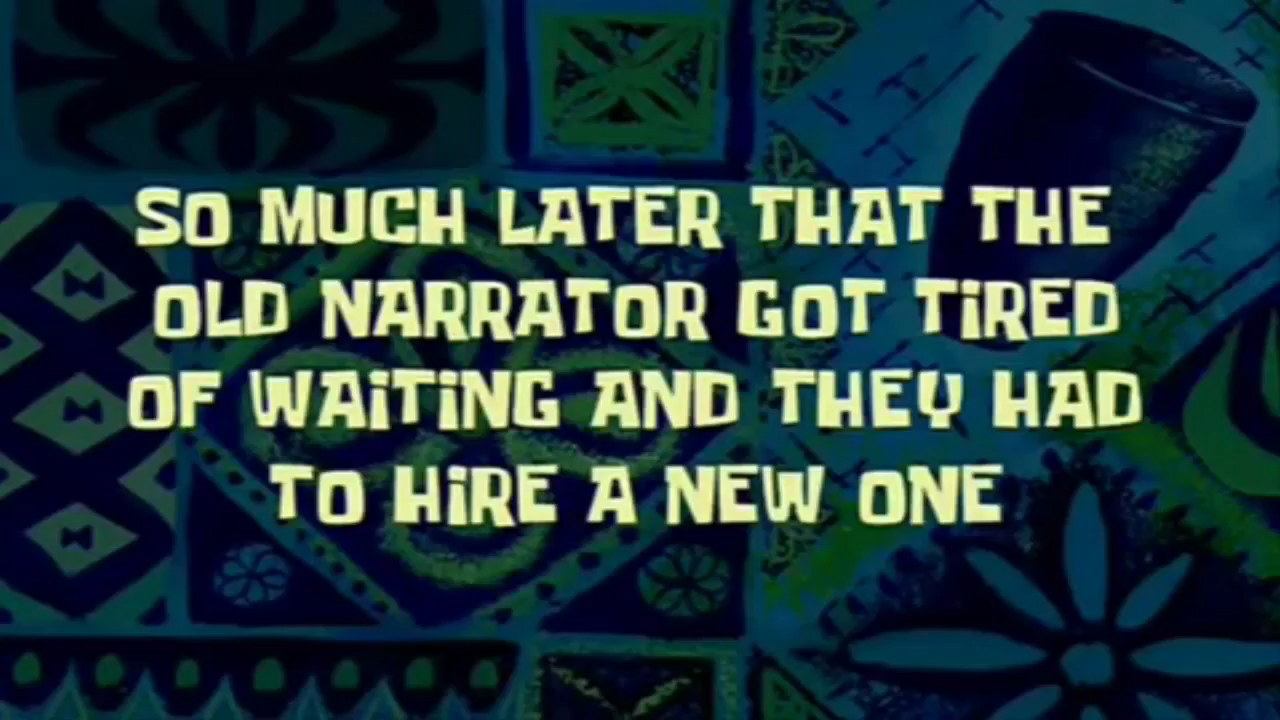 SO MUCH LATER THAT THE
OLD NARRATOR GOT TiRED
OF WAiTiNG AND THEY HAD
TO HiRE A NEW ONE